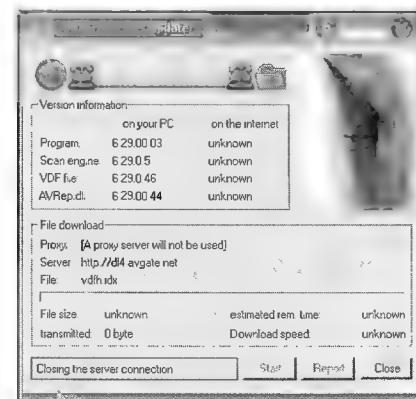 Version information
on your PC on the internet
Program: 6.29.00.03 unknown
Scan engine: 6.29.0.5 unknown
VDF file: 6.29.0.46 unknown
AVRep.dll: 6.29.00.44 unknown
File download
Proxy: [A proxy server will not be used]
Server: http://dl4.avgate.net
File: vdfh.idx
File size: unknown estimated rem. time: unknown
transmitted: 0 byte Download speed: unknown
Closing the server connection Start Report Close